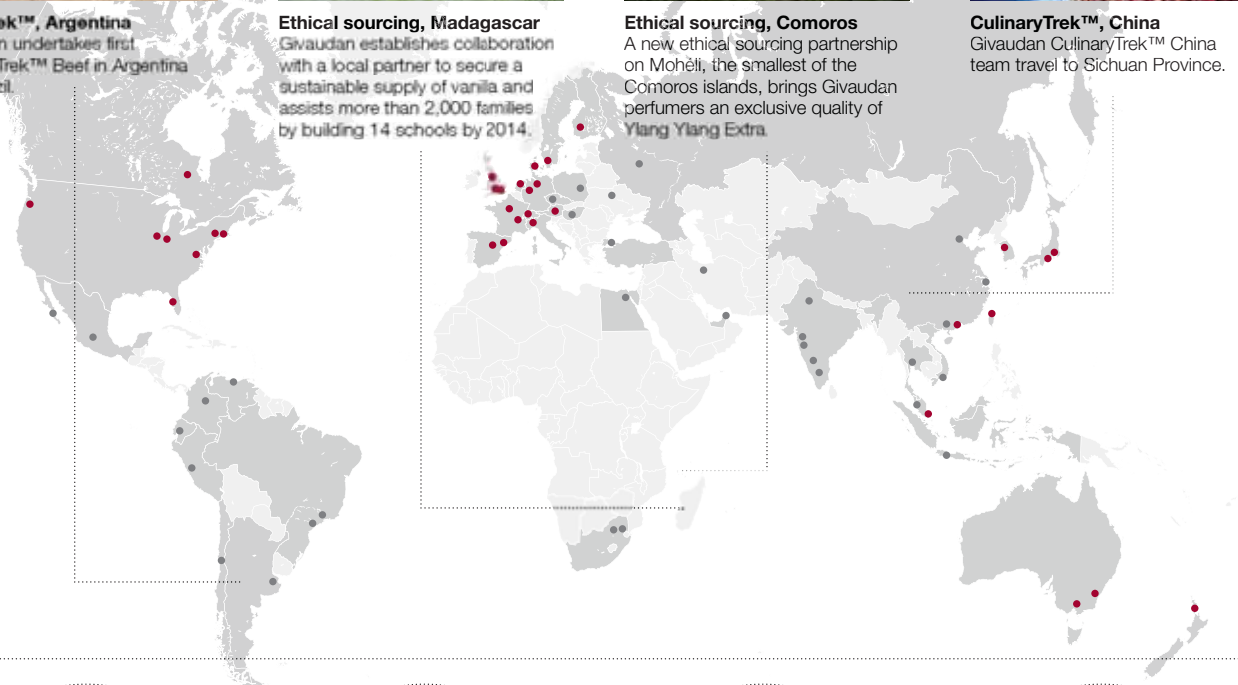 ek™, Argentina
n undertakes first
Trek™ Beef in Argentina
zil.
Ethical sourcing, Madagascar
Givaudan establishes collaboration
with a local partner to secure a
sustainable supply of vanilla and
assists more than 2,000 families
by building 14 schools by 2014.
Ethical sourcing, Comoros
A new ethical sourcing partnership
on Mohéli, the smallest of the
Comoros islands, brings Givaudan
perfumers an exclusive quality of
Ylang Ylang Extra.
CulinaryTrek™, China
Givaudan CulinaryTrek™ China
team travel to Sichuan Province.